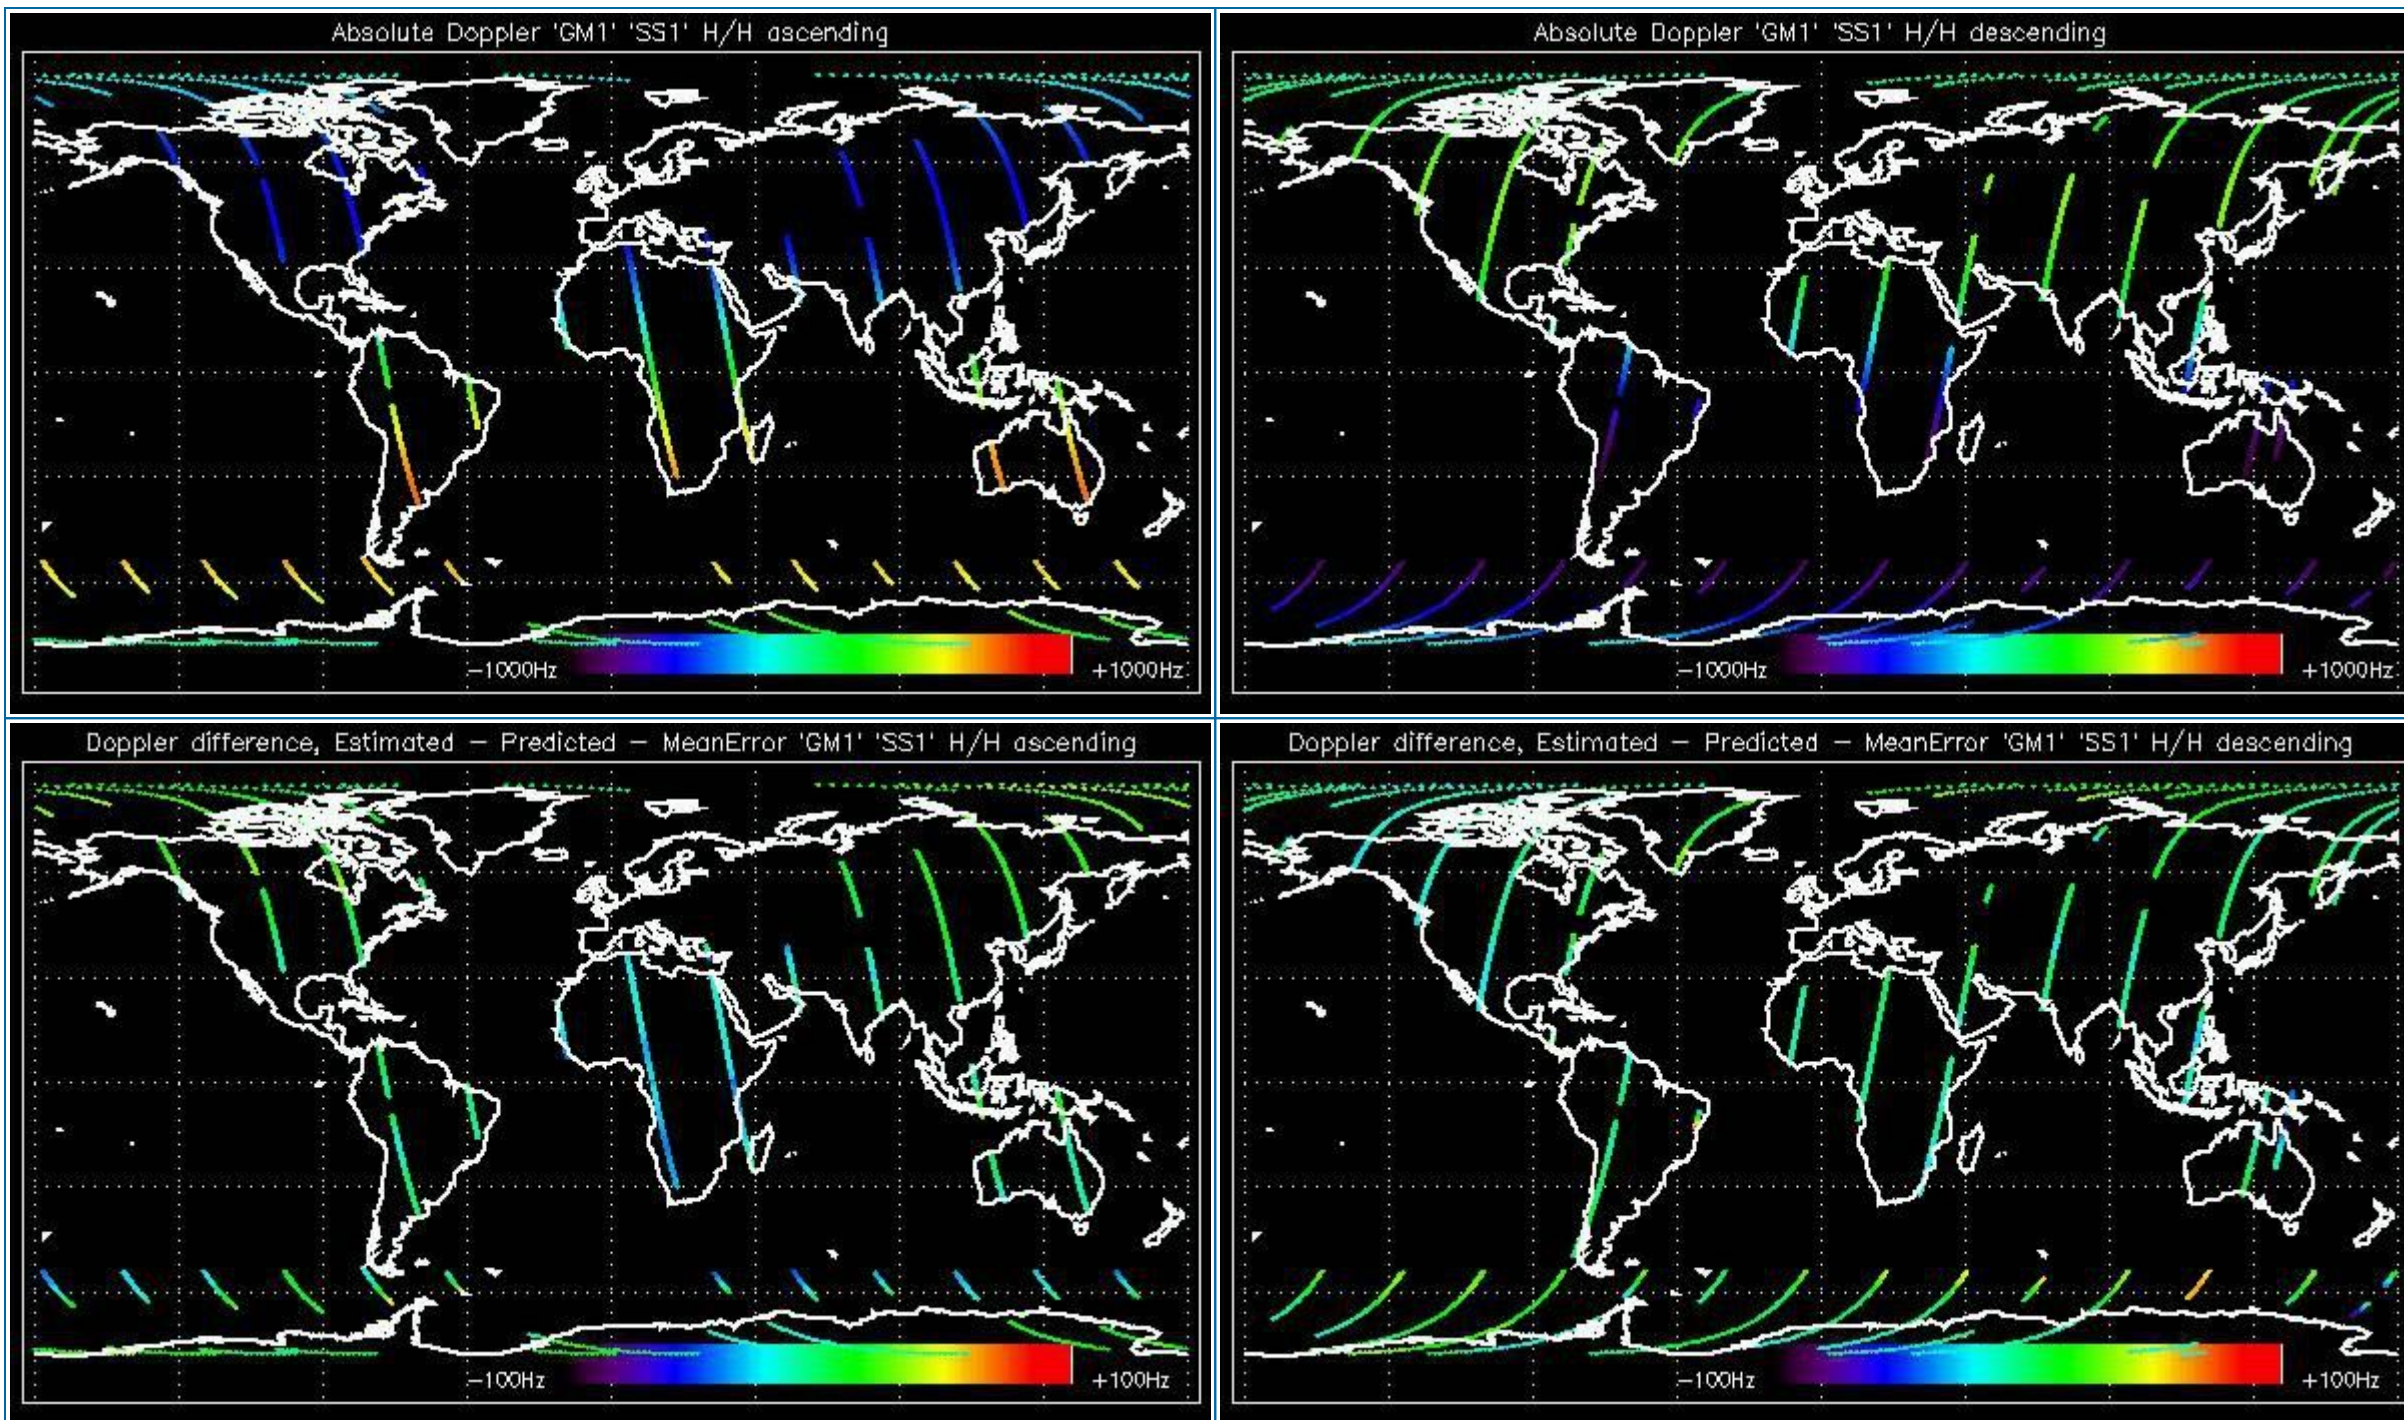 Absolute Doppler 'GM1' 'SS1' H/H ascending
−1000Hz
+1000Hz
Absolute Doppler 'GM1' 'SS1' H/H descending
−1000Hz
+1000Hz
Doppler difference, Estimated − Predicted − MeanError 'GM1' 'SS1' H/H ascending
−100Hz
+100Hz
Doppler difference, Estimated − Predicted − MeanError 'GM1' 'SS1' H/H descending
−100Hz
+100Hz